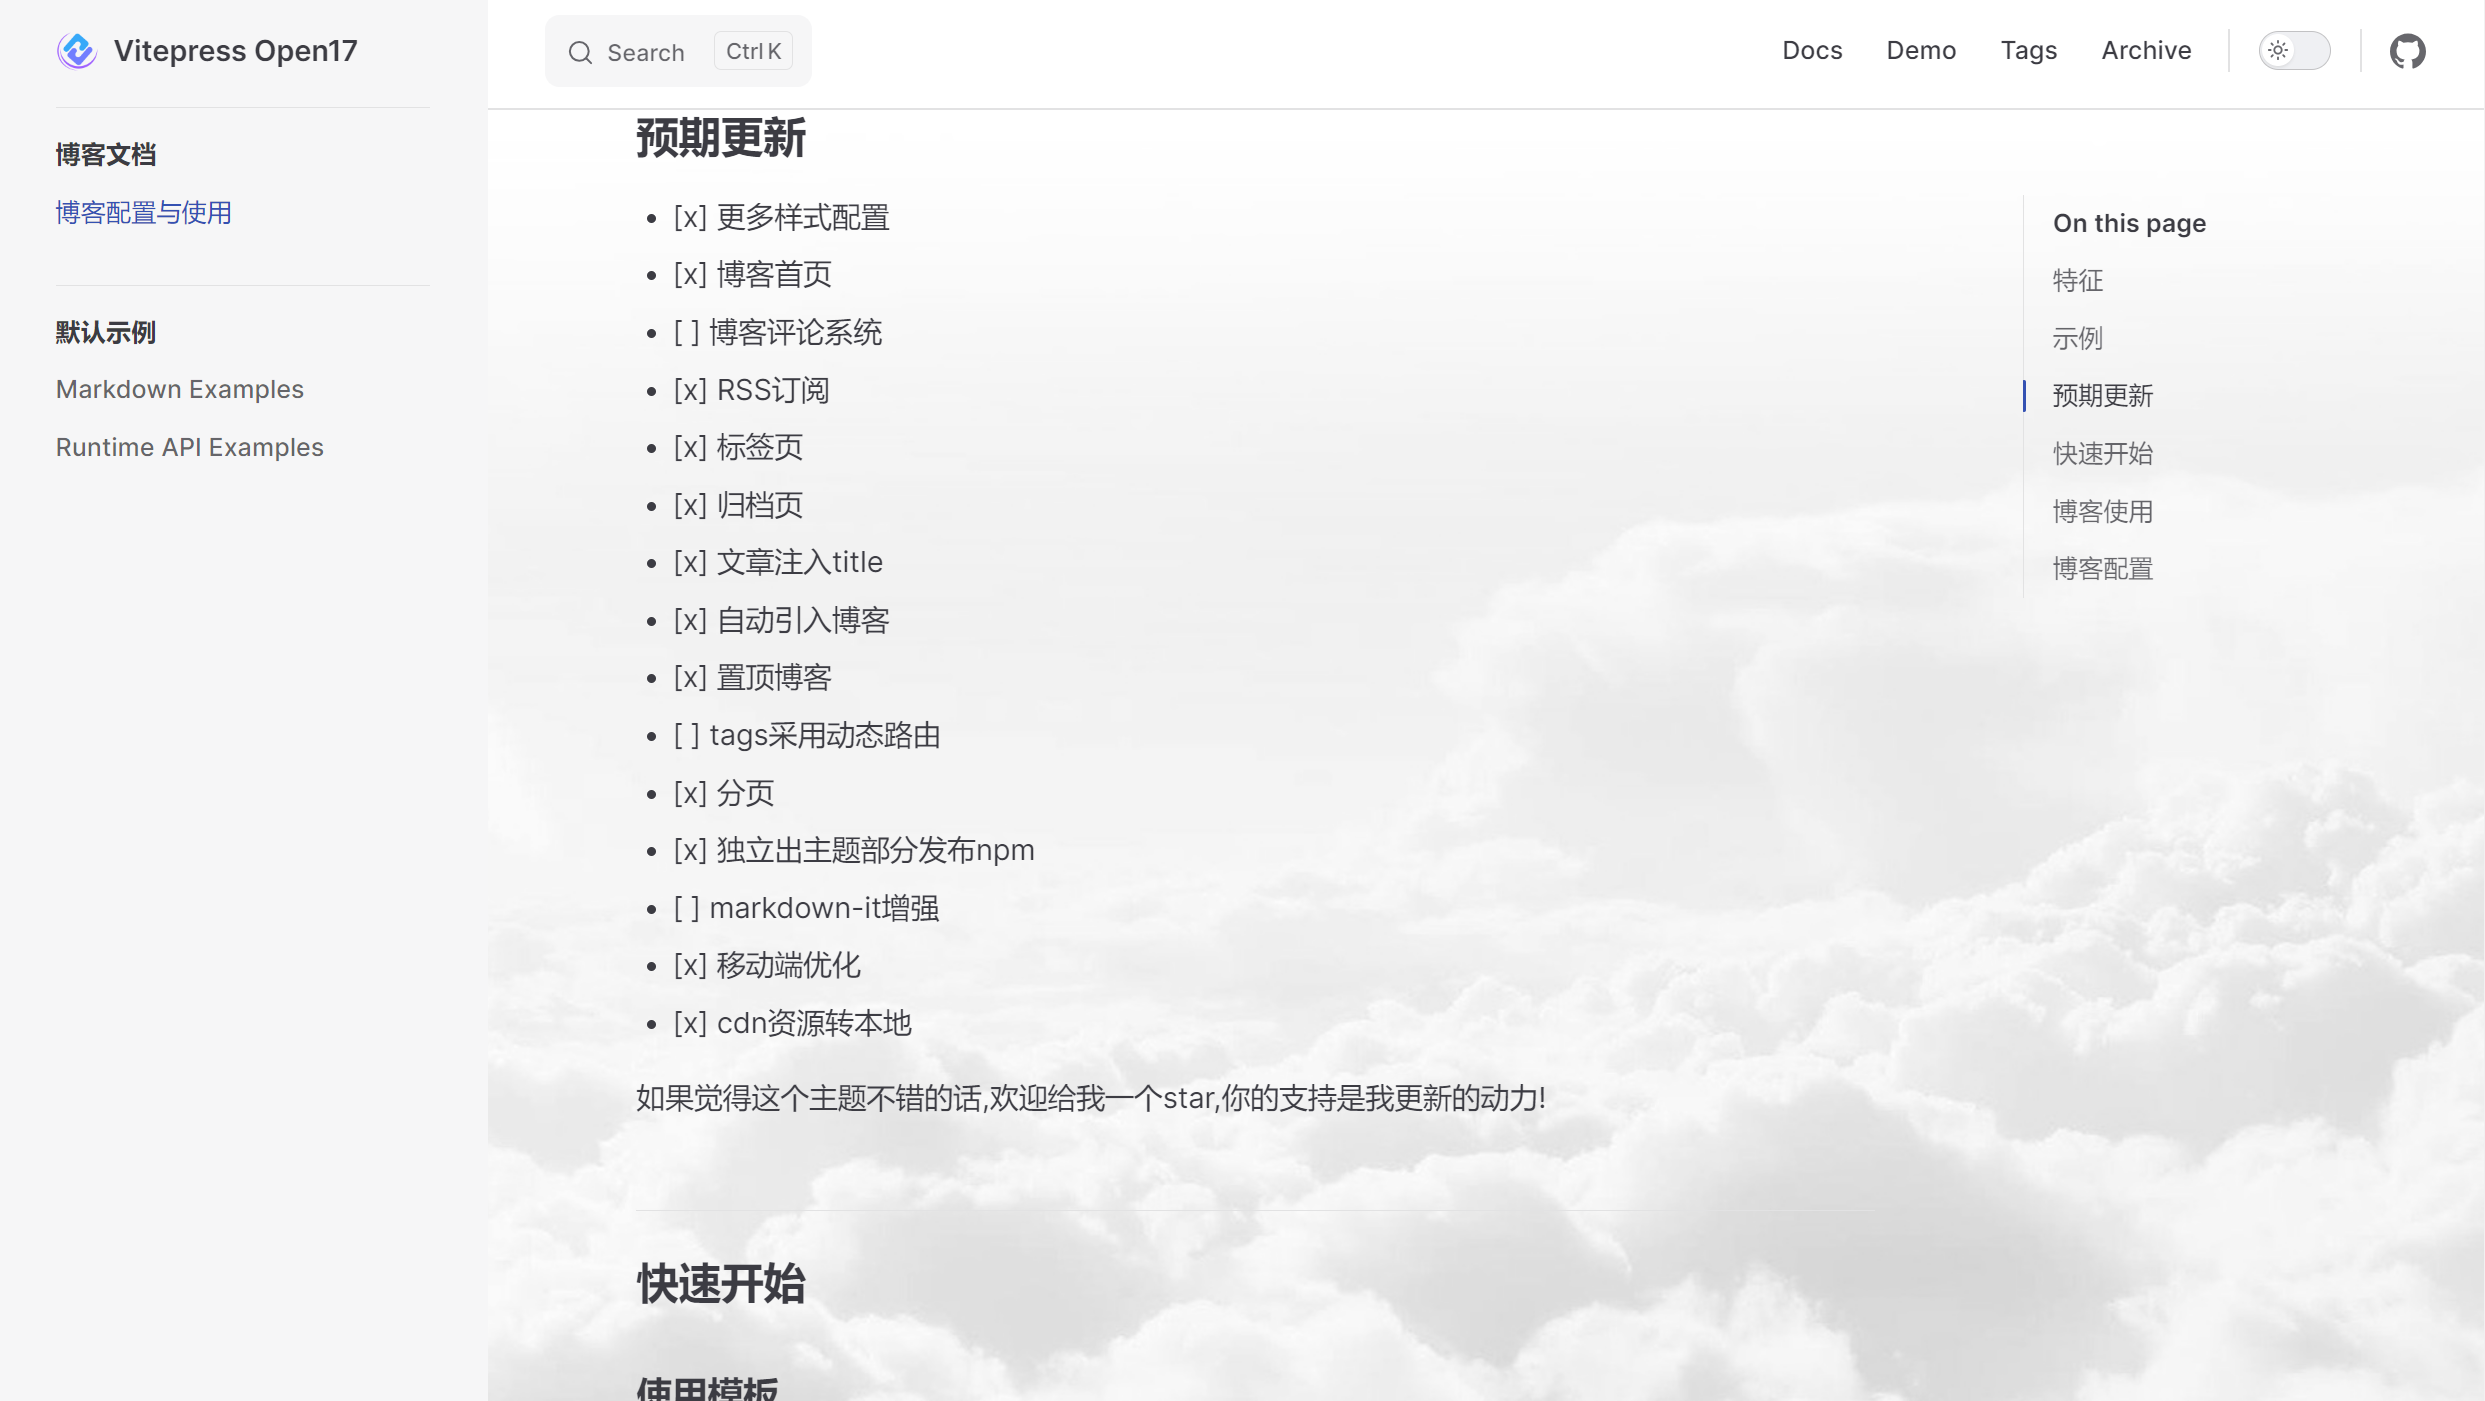 Vitepress Open17
Search Ctrl K
Docs Demo Tags Archive
博客文档
博客配置与使用
默认示例
Markdown Examples
Runtime API Examples
预期更新
[x] 更多样式配置
[x] 博客首页
[ ] 博客评论系统
[x] RSS订阅
[x] 标签页
[x] 归档页
[x] 文章注入title
[x] 自动引入博客
[x] 置顶博客
[ ] tags采用动态路由
[x] 分页
[x] 独立出主题部分发布npm
[ ] markdown-it增强
[x] 移动端优化
[x] cdn资源转本地
如果觉得这个主题不错的话,欢迎给我一个star,你的支持是我更新的动力!
快速开始
使用模板
On this page
特征
示例
预期更新
快速开始
博客使用
博客配置